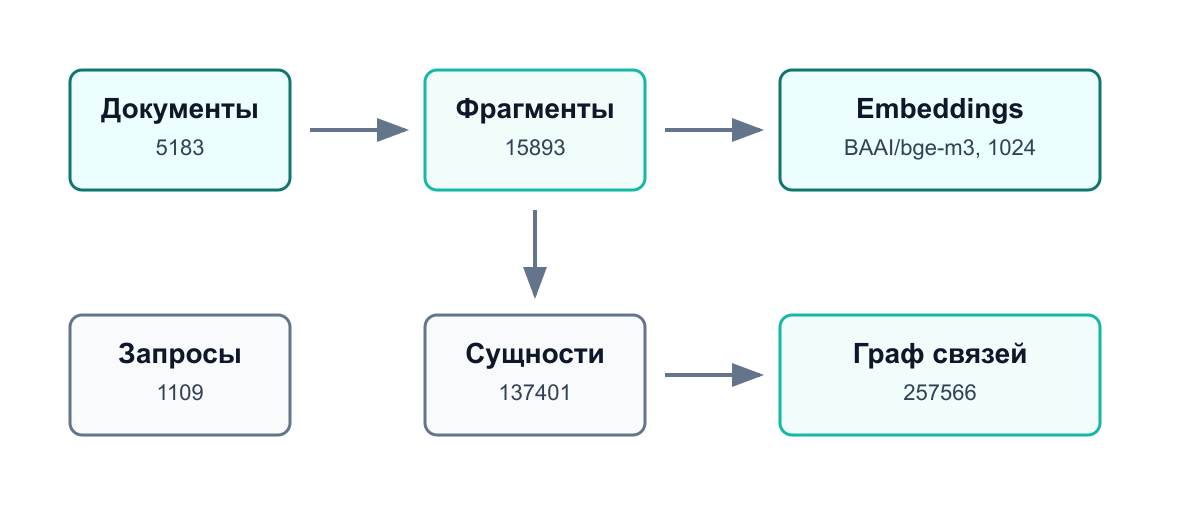 Документы
5183
Фрагменты
15893
Embeddings
BAAI/bge-m3, 1024
Запросы
1109
Сущности
137401
Граф связей
257566